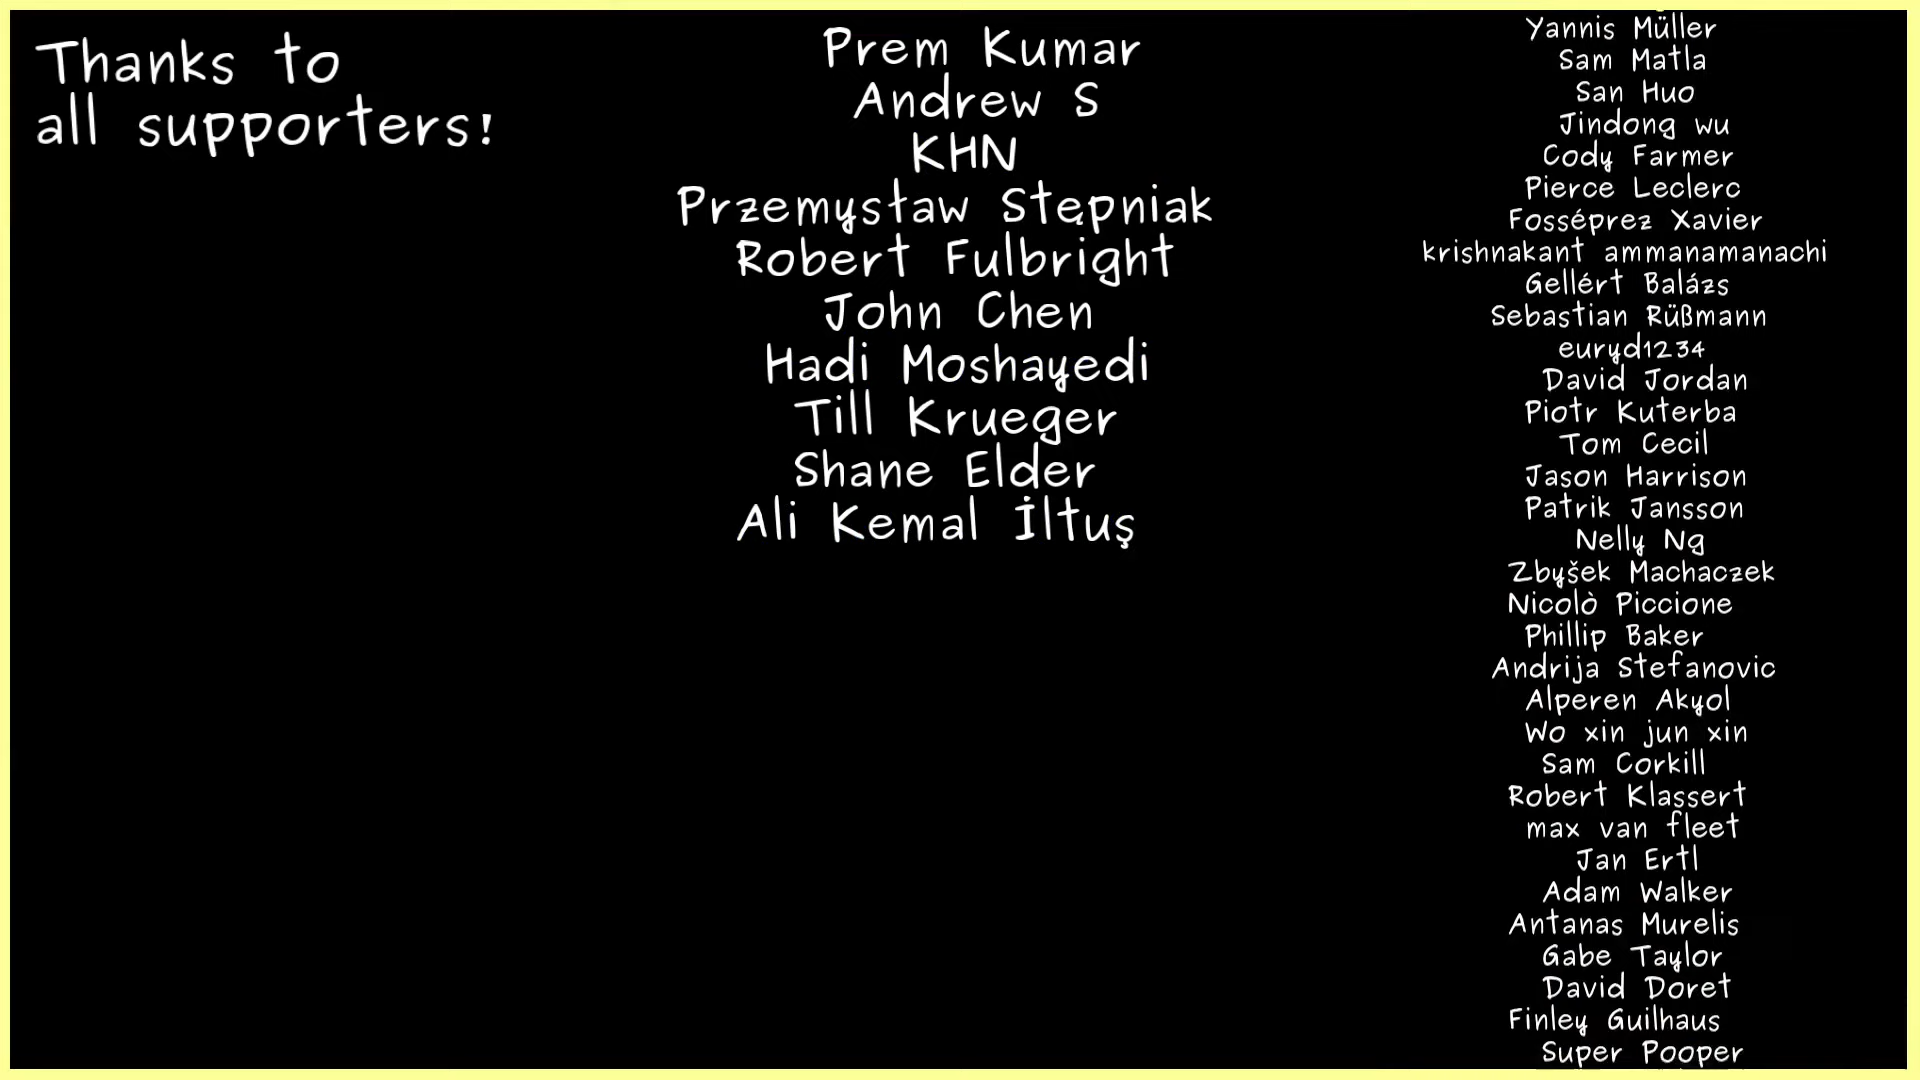 Thanks to
all supporters!
Prem Kumar
Andrew S
KHN
Przemysław Stępniak
Robert Fulbright
John Chen
Hadi Moshayedi
Till Krueger
Shane Elder
Ali Kemal İltuş
Yannis Müller
Sam Matla
San Huo
Jindong wu
Cody Farmer
Pierce Leclerc
Fosséprez Xavier
krishnakant ammanamanachi
Gellért Balázs
Sebastian Rüßmann
euryd1234
David Jordan
Piotr Kuterba
Tom Cecil
Jason Harrison
Patrik Jansson
Nelly Ng
Zbyšek Machaczek
Nicolò Piccione
Phillip Baker
Andrija Stefanovic
Alperen Akyol
Wo xin jun xin
Sam Corkill
Robert Klassert
max van fleet
Jan Ertl
Adam Walker
Antanas Murelis
Gabe Taylor
David Doret
Finley Guilhaus
Super Pooper